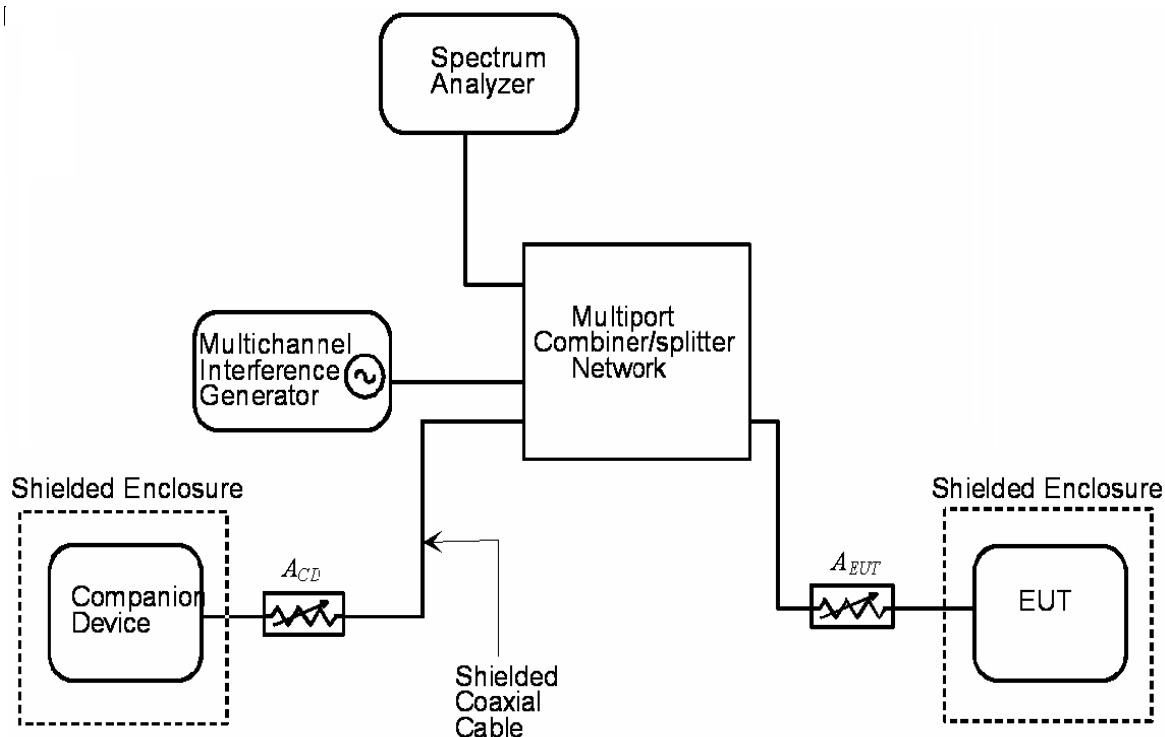 Spectrum
Analyzer
Multiport
Combiner/splitter
Network
Multichannel
Interference
Generator
Shielded Enclosure
Shielded Enclosure
A_CD
A_EUT
Companion
Device
EUT
Shielded
Coaxial
Cable